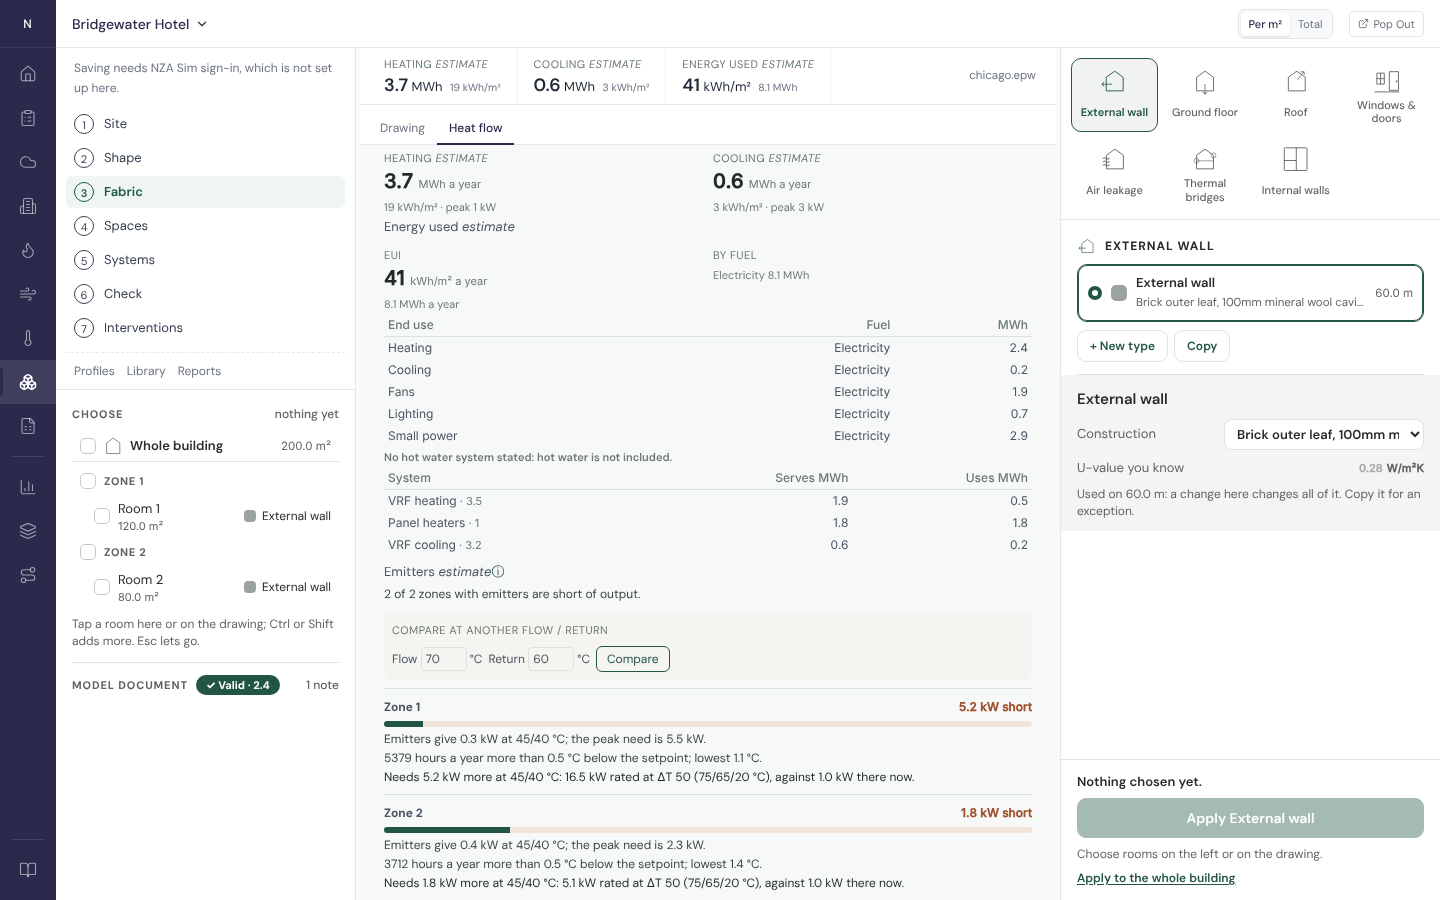 N
Bridgewater Hotel
Per m² Total
Pop Out
Saving needs NZA Sim sign-in, which is not set
up here.
1 Site
2 Shape
3 Fabric
4 Spaces
5 Systems
6 Check
7 Interventions
Profiles Library Reports
CHOOSE nothing yet
Whole building 200.0 m²
ZONE 1
Room 1
120.0 m²
External wall
ZONE 2
Room 2
80.0 m²
External wall
Tap a room here or on the drawing; Ctrl or Shift
adds more. Esc lets go.
MODEL DOCUMENT ✓ Valid · 2.4 1 note
HEATING ESTIMATE
3.7 MWh 19 kWh/m²
COOLING ESTIMATE
0.6 MWh 3 kWh/m²
ENERGY USED ESTIMATE
41 kWh/m² 8.1 MWh
chicago.epw
Drawing Heat flow
HEATING ESTIMATE
3.7 MWh a year
19 kWh/m² · peak 1 kW
COOLING ESTIMATE
0.6 MWh a year
3 kWh/m² · peak 3 kW
Energy used estimate
EUI
41 kWh/m² a year
8.1 MWh a year
BY FUEL
Electricity 8.1 MWh
End use Fuel MWh
Heating Electricity 2.4
Cooling Electricity 0.2
Fans Electricity 1.9
Lighting Electricity 0.7
Small power Electricity 2.9
No hot water system stated: hot water is not included.
System Serves MWh Uses MWh
VRF heating · 3.5 1.9 0.5
Panel heaters · 1 1.8 1.8
VRF cooling · 3.2 0.6 0.2
Emitters estimateⓘ
2 of 2 zones with emitters are short of output.
COMPARE AT ANOTHER FLOW / RETURN
Flow 70 °C Return 60 °C Compare
Zone 1 5.2 kW short
Emitters give 0.3 kW at 45/40 °C; the peak need is 5.5 kW.
5379 hours a year more than 0.5 °C below the setpoint; lowest 1.1 °C.
Needs 5.2 kW more at 45/40 °C: 16.5 kW rated at ΔT 50 (75/65/20 °C), against 1.0 kW there now.
Zone 2 1.8 kW short
Emitters give 0.4 kW at 45/40 °C; the peak need is 2.3 kW.
3712 hours a year more than 0.5 °C below the setpoint; lowest 1.4 °C.
Needs 1.8 kW more at 45/40 °C: 5.1 kW rated at ΔT 50 (75/65/20 °C), against 1.0 kW there now.
External wall
Ground floor
Roof
Windows &
doors
Air leakage
Thermal
bridges
Internal walls
EXTERNAL WALL
External wall
Brick outer leaf, 100mm mineral wool cavi...
60.0 m
+ New type Copy
External wall
Construction Brick outer leaf, 100mm m
U-value you know 0.28 W/m²K
Used on 60.0 m: a change here changes all of it. Copy it for an
exception.
Nothing chosen yet.
Apply External wall
Choose rooms on the left or on the drawing.
Apply to the whole building